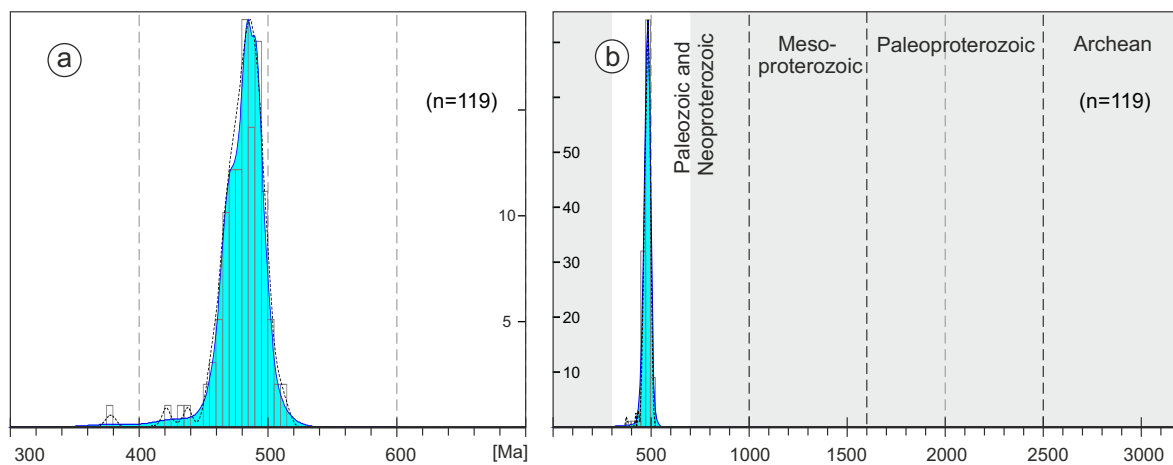 a
(n=119)
10
5
300
400
500
600
[Ma]
b
Paleozoic and
Neoproterozoic
Meso-
proterozoic
Paleoproterozoic
Archean
(n=119)
50
40
30
20
10
500
1000
1500
2000
2500
3000